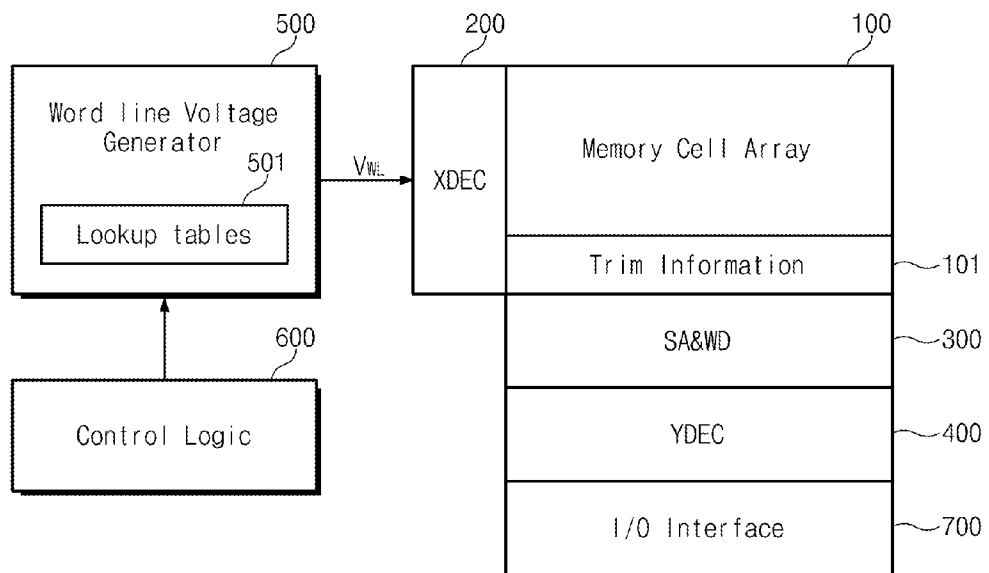 500
200
100
Word line Voltage
Generator
501
Lookup tables
VWL
XDEC
Memory Cell Array
Trim Information
101
600
SA&WD
300
Control Logic
YDEC
400
I/O Interface
700